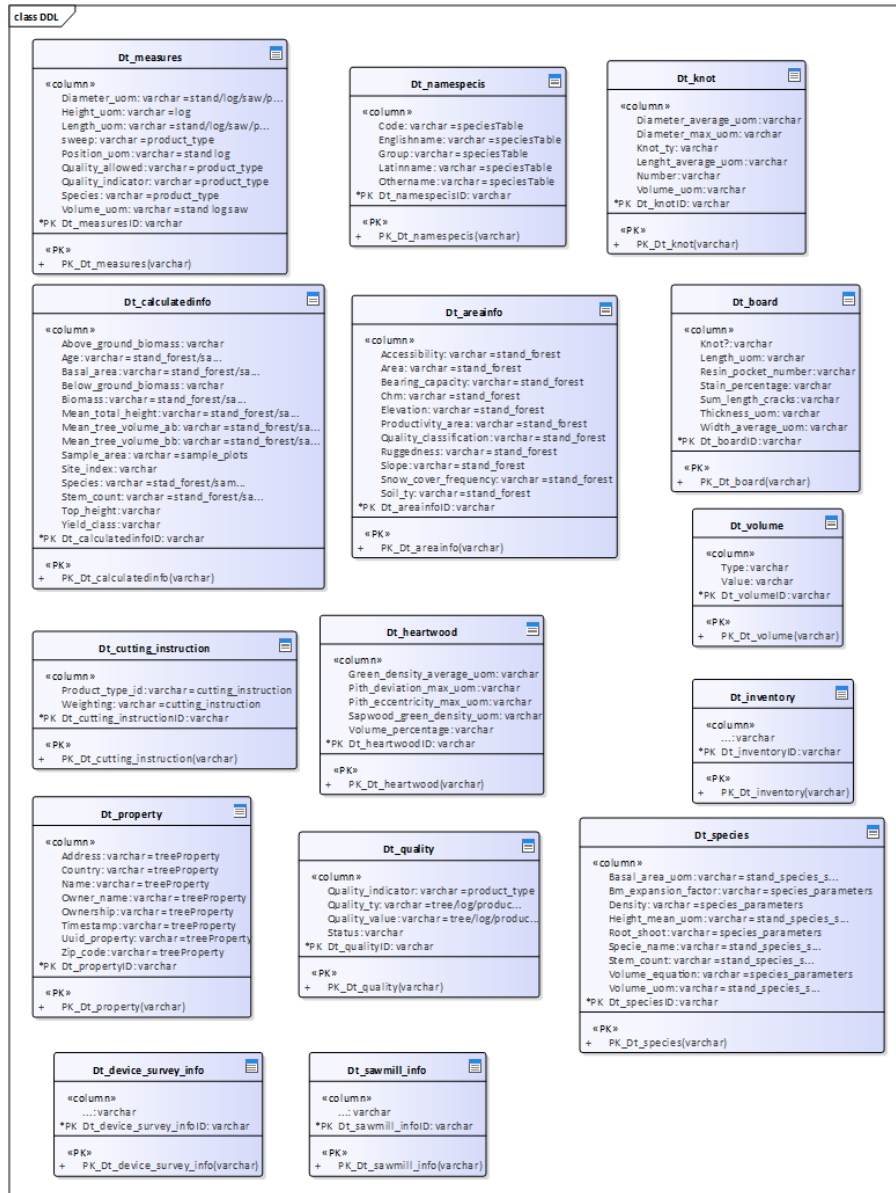 class DDL
Dt_measures
«column»
Diameter_uom: varchar =stand/log/saw/p...
Height_uom: varchar =log
Length_uom: varchar =stand/log/saw/p...
sweep: varchar =product_type
Position_uom: varchar = stand log
Quality_allowed: varchar = product_type
Quality_indicator: varchar =product_type
Species: varchar =product_type
Volume_uom: varchar =stand log saw
*PK Dt_measuresID: varchar
«PK»
+ PK_Dt_measures(varchar)
Dt_namespecis
«column»
Code: varchar =speciesTable
Englishname: varchar =speciesTable
Group: varchar =speciesTable
Latinname: varchar =speciesTable
Othername: varchar =speciesTable
*PK Dt_namespecisID: varchar
«PK»
+ PK_Dt_namespecis(varchar)
Dt_knot
«column»
Diameter_average_uom: varchar
Diameter_max_uom: varchar
Knot_ty: varchar
Lenght_average_uom: varchar
Number: varchar
Volume_uom: varchar
*PK Dt_knotID: varchar
«PK»
+ PK_Dt_knot(varchar)
Dt_calculatedinfo
«column»
Above_ground_biomass: varchar
Age: varchar = stand_forest/sa...
Basal_area: varchar = stand_forest/sa...
Below_ground_biomass: varchar
Biomass: varchar = stand_forest/sa...
Mean_total_height: varchar = stand_forest/sa...
Mean_tree_volume_ab: varchar = stand_forest/sa...
Mean_tree_volume_bb: varchar = stand_forest/sa...
Sample_area: varchar =sample_plots
Site_index: varchar
Species: varchar = stad_forest/sam...
Stem_count: varchar =stand_forest/sa...
Top_height: varchar
Yield_class: varchar
*PK Dt_calculatedinfoID: varchar
«PK»
+ PK_Dt_calculatedinfo(varchar)
Dt_areainfo
«column»
Accessibility: varchar =stand_forest
Area: varchar =stand_forest
Bearing_capacity: varchar =stand_forest
Chm: varchar =stand_forest
Elevation: varchar =stand_forest
Productivity_area: varchar =stand_forest
Quality_classification: varchar =stand_forest
Ruggedness: varchar =stand_forest
Slope: varchar =stand_forest
Snow_cover_frequency: varchar =stand_forest
Soil_ty: varchar =stand_forest
*PK Dt_areainfoID: varchar
«PK»
+ PK_Dt_areainfo(varchar)
Dt_board
«column»
Knot?: varchar
Length_uom: varchar
Resin_pocket_number: varchar
Stain_percentage: varchar
Sum_length_cracks: varchar
Thickness_uom: varchar
Width_average_uom: varchar
*PK Dt_boardID: varchar
«PK»
+ PK_Dt_board(varchar)
Dt_volume
«column»
Type: varchar
Value: varchar
*PK Dt_volumeID: varchar
«PK»
+ PK_Dt_volume(varchar)
Dt_cutting_instruction
«column»
Product_type_id: varchar =cutting_instruction
Weighting: varchar =cutting_instruction
*PK Dt_cutting_instructionID: varchar
«PK»
+ PK_Dt_cutting_instruction(varchar)
Dt_heartwood
«column»
Green_density_average_uom: varchar
Pith_deviation_max_uom: varchar
Pith_eccentricity_max_uom: varchar
Sapwood_green_density_uom: varchar
Volume_percentage: varchar
*PK Dt_heartwoodID: varchar
«PK»
+ PK_Dt_heartwood(varchar)
Dt_inventory
«column»
...: varchar
*PK Dt_inventoryID: varchar
«PK»
+ PK_Dt_inventory(varchar)
Dt_property
«column»
Address: varchar = treeProperty
Country: varchar =treeProperty
Name: varchar = treeProperty
Owner_name: varchar =treeProperty
Ownership: varchar =treeProperty
Timestamp: varchar =treeProperty
Uuid_property: varchar =treeProperty
Zip_code: varchar =treeProperty
*PK Dt_propertyID: varchar
«PK»
+ PK_Dt_property(varchar)
Dt_quality
«column»
Quality_indicator: varchar =product_type
Quality_ty: varchar =tree/log/produc...
Quality_value: varchar =tree/log/produc...
Status: varchar
*PK Dt_qualityID: varchar
«PK»
+ PK_Dt_quality(varchar)
Dt_species
«column»
Basal_area_uom: varchar = stand_species_s...
Bm_expansion_factor: varchar =species_parameters
Density: varchar =species_parameters
Height_mean_uom: varchar =stand_species_s...
Root_shoot: varchar =species_parameters
Specie_name: varchar =stand_species_s...
Stem_count: varchar =stand_species_s...
Volume_equation: varchar =species_parameters
Volume_uom: varchar =stand_species_s...
*PK Dt_speciesID: varchar
«PK»
+ PK_Dt_species(varchar)
Dt_device_survey_info
«column»
...: varchar
*PK Dt_device_survey_infoID: varchar
«PK»
+ PK_Dt_device_survey_info(varchar)
Dt_sawmill_info
«column»
...: varchar
*PK Dt_sawmill_infoID: varchar
«PK»
+ PK_Dt_sawmill_info(varchar)